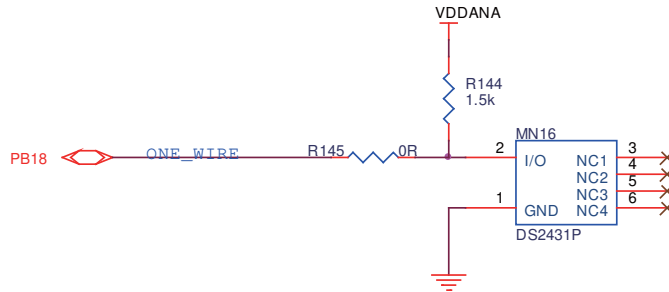 VDDANA
R144
1.5k
PB18
ONE_WIRE
R145
0R
MN16
2
I/O
1
GND
NC1
3
NC2
4
NC3
5
NC4
6
DS2431P